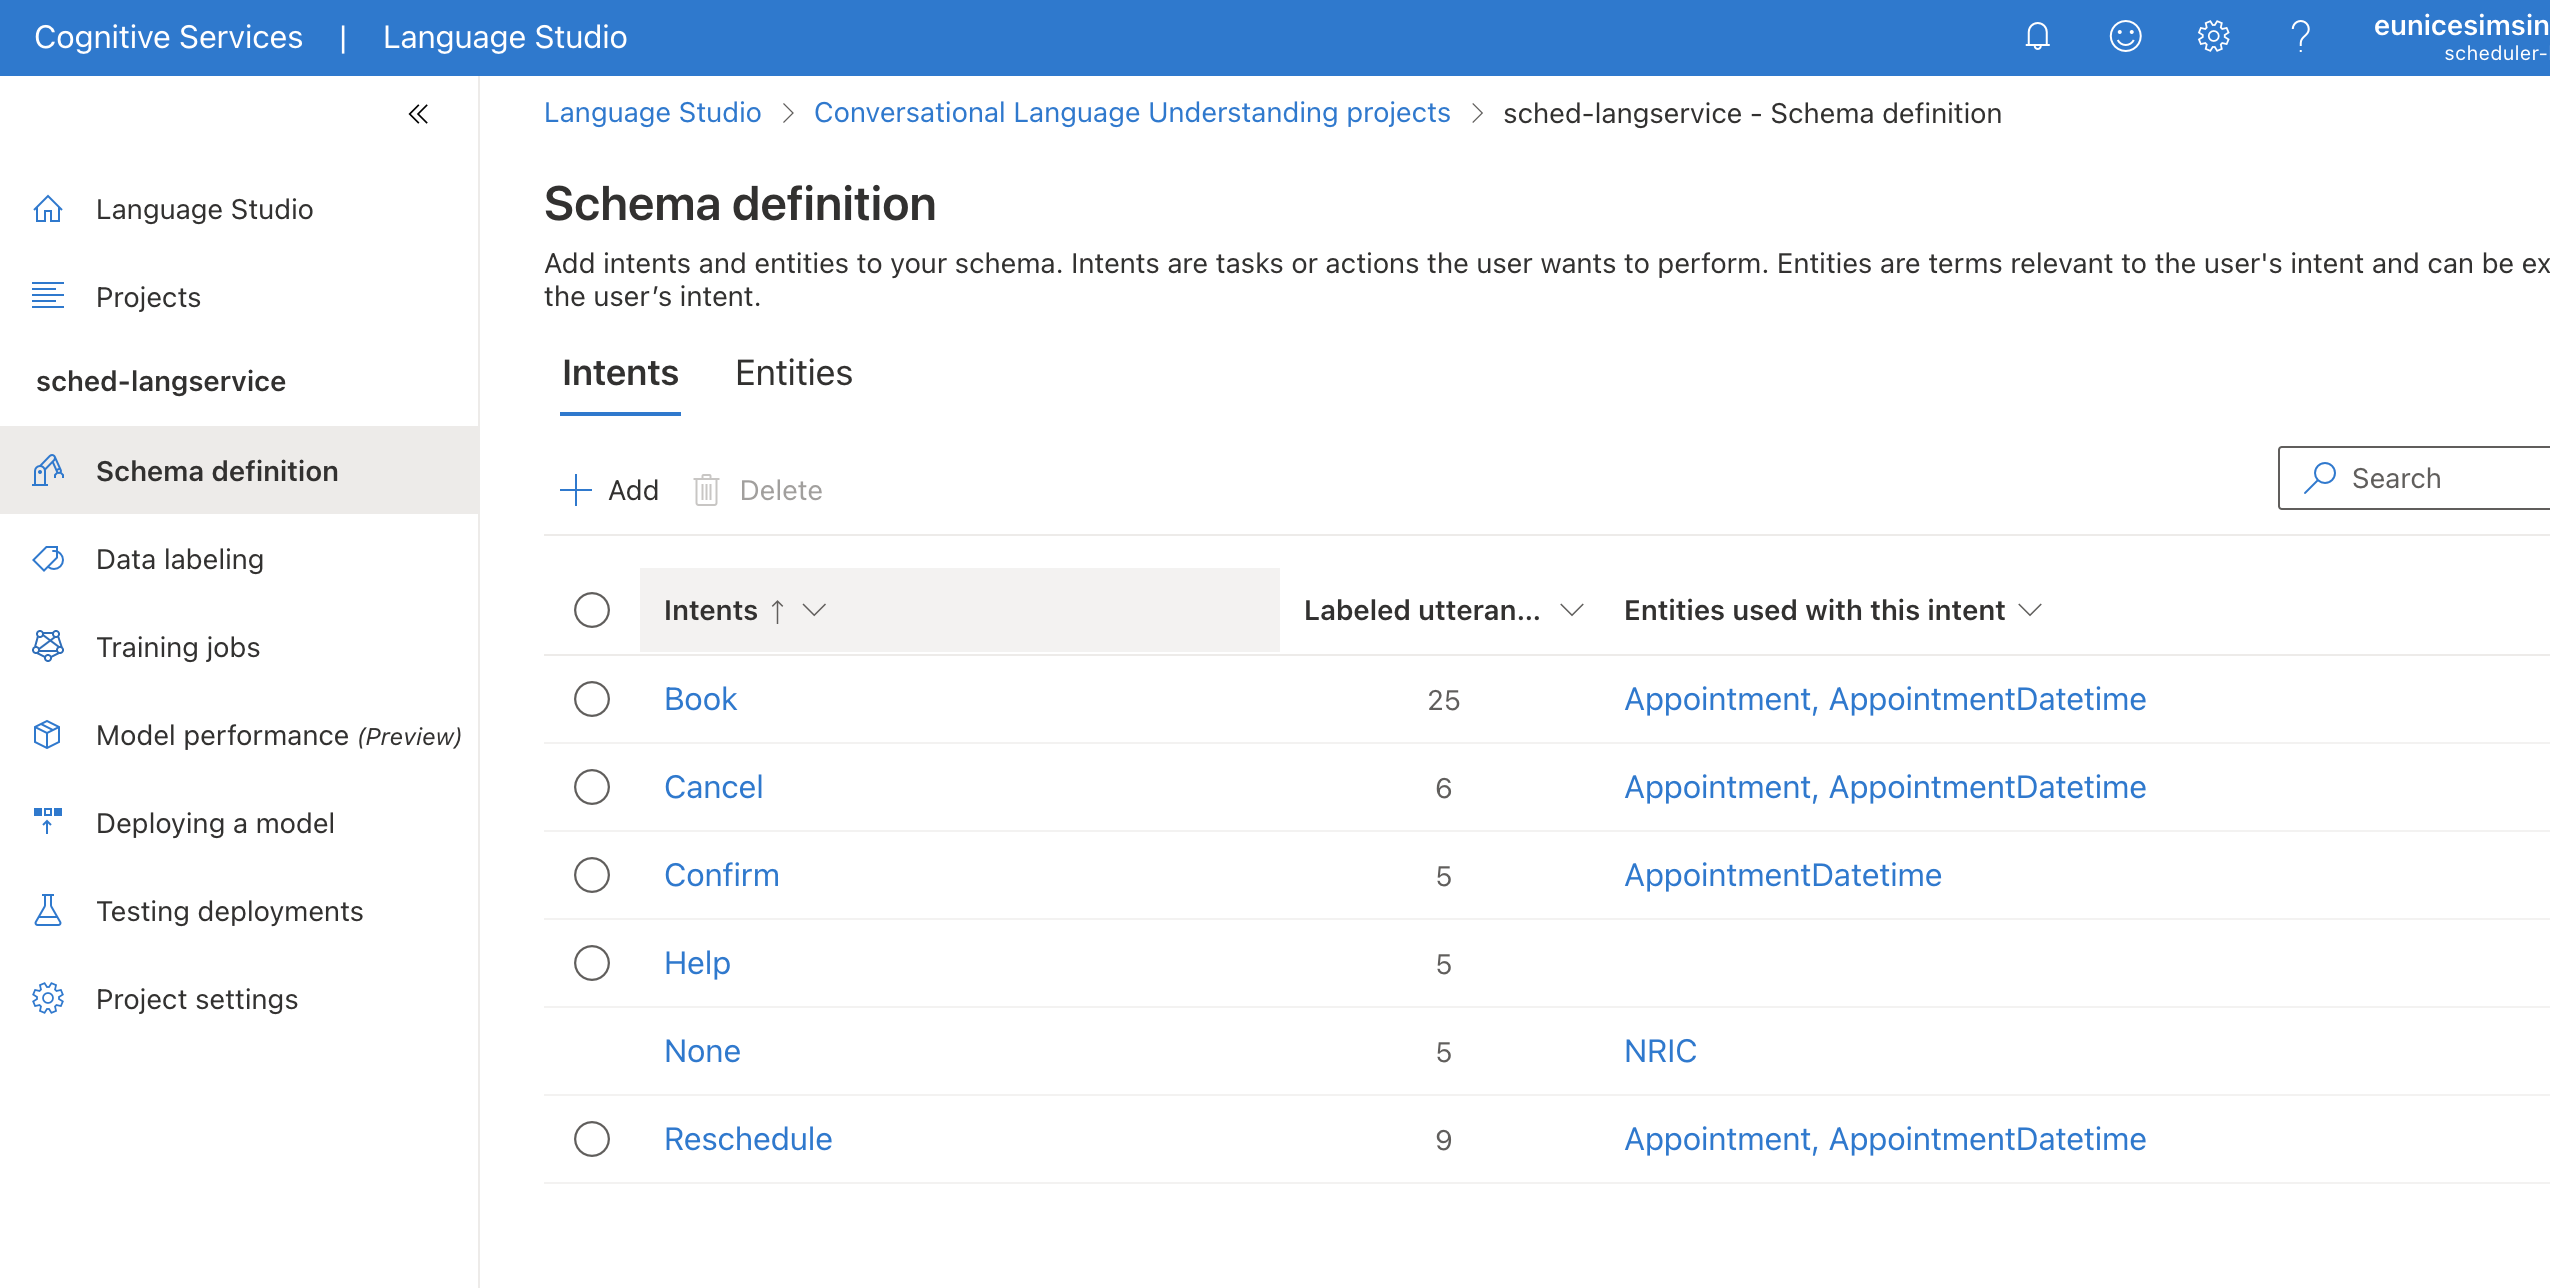 Cognitive Services | Language Studio
eunicesimsin
scheduler-
Language Studio > Conversational Language Understanding projects > sched-langservice - Schema definition
Language Studio
Projects
sched-langservice
Schema definition
Data labeling
Training jobs
Model performance (Preview)
Deploying a model
Testing deployments
Project settings
Schema definition
Add intents and entities to your schema. Intents are tasks or actions the user wants to perform. Entities are terms relevant to the user's intent and can be ex
the user’s intent.
Intents Entities
Add Delete
Search
Intents ↑ Labeled utteran... Entities used with this intent
Book 25 Appointment, AppointmentDatetime
Cancel 6 Appointment, AppointmentDatetime
Confirm 5 AppointmentDatetime
Help 5
None 5 NRIC
Reschedule 9 Appointment, AppointmentDatetime